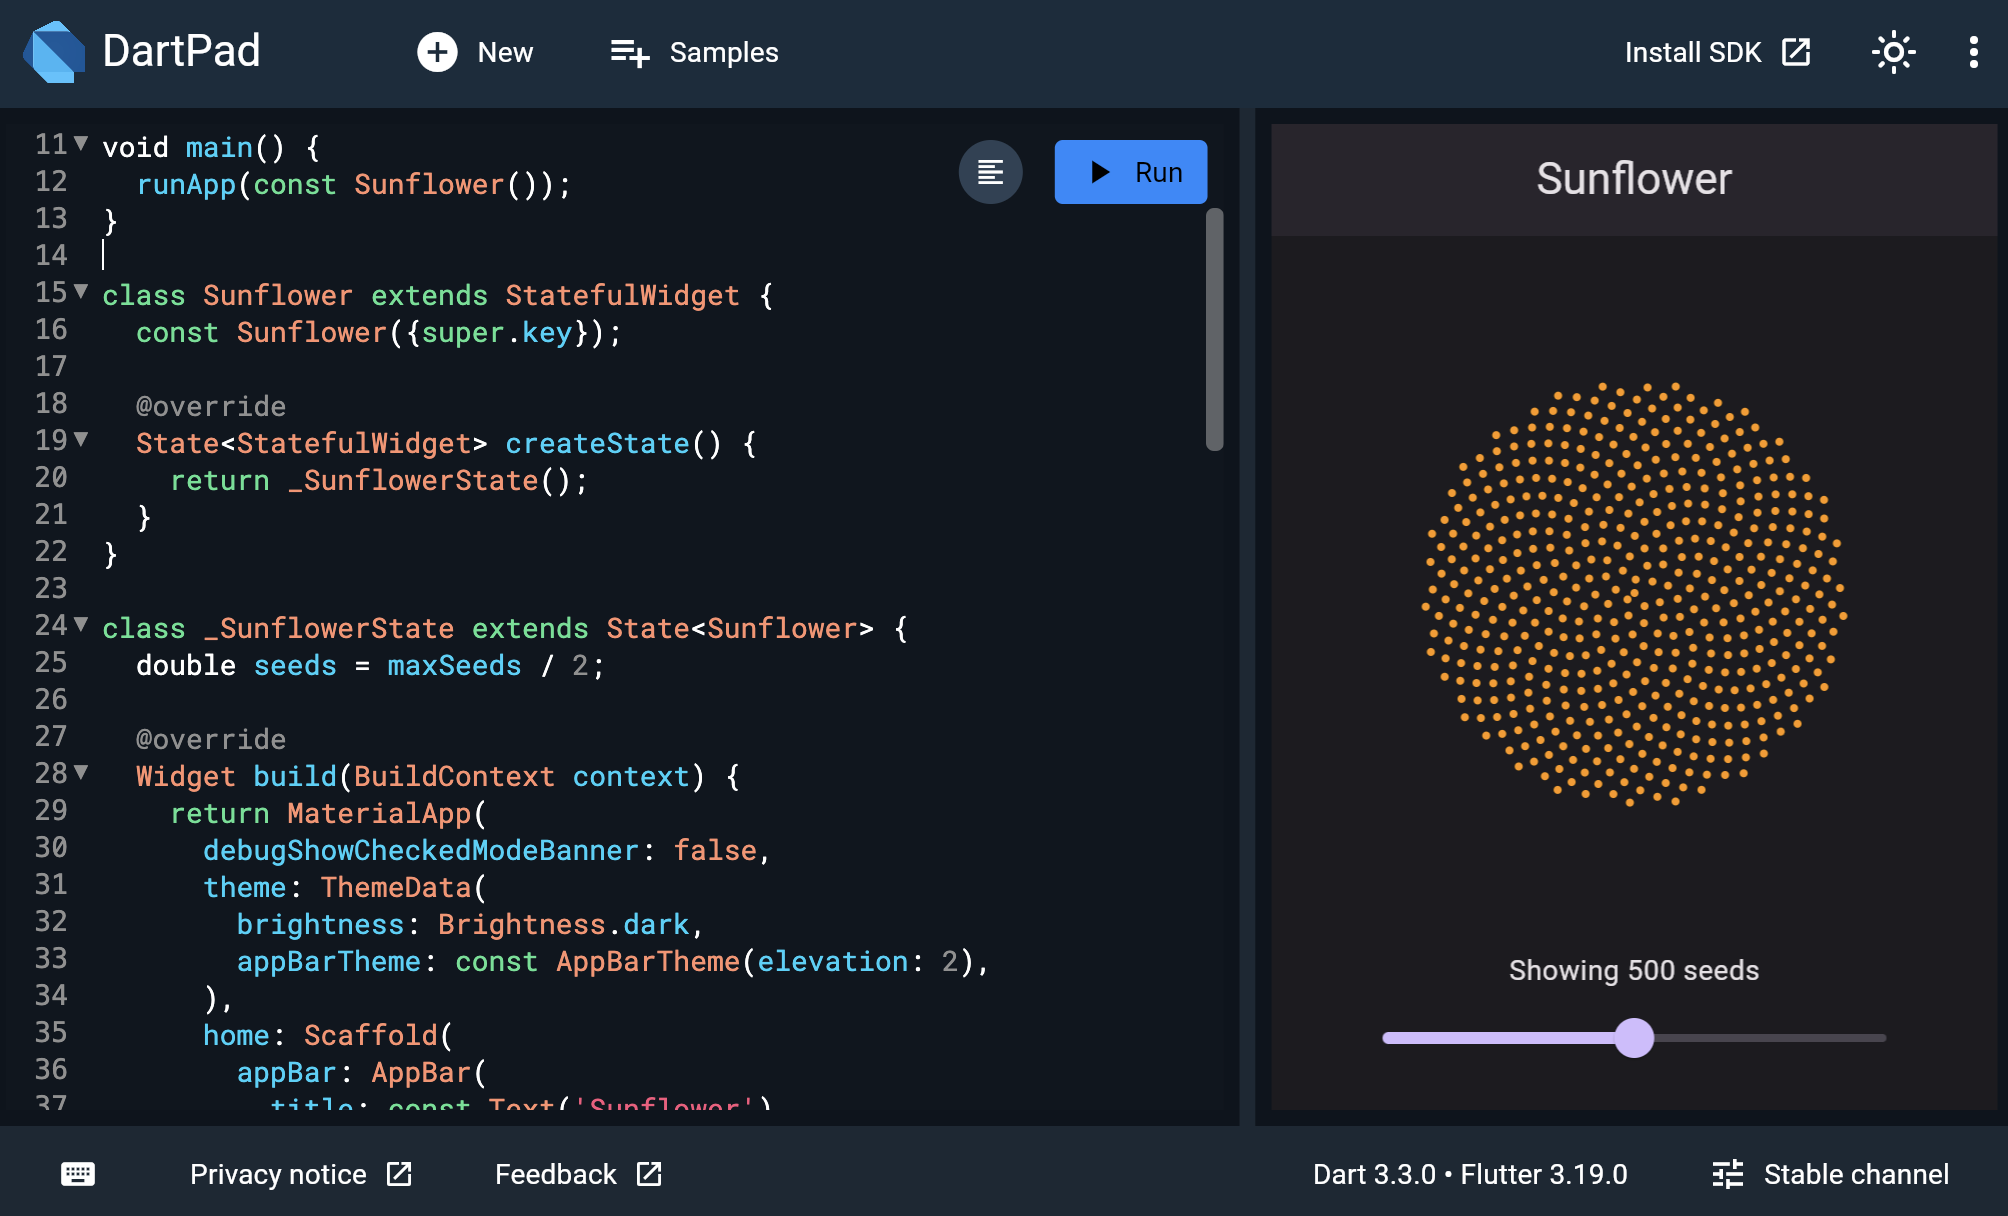 DartPad
New
Samples
Install SDK
11 void main() {
12 runApp(const Sunflower());
13 }
14
15 class Sunflower extends StatefulWidget {
16 const Sunflower({super.key});
17
18 @override
19 State<StatefulWidget> createState() {
20 return _SunflowerState();
21 }
22 }
23
24 class _SunflowerState extends State<Sunflower> {
25 double seeds = maxSeeds / 2;
26
27 @override
28 Widget build(BuildContext context) {
29 return MaterialApp(
30 debugShowCheckedModeBanner: false,
31 theme: ThemeData(
32 brightness: Brightness.dark,
33 appBarTheme: const AppBarTheme(elevation: 2),
34 ),
35 home: Scaffold(
36 appBar: AppBar(
37 title: const Text('Sunflower')
Run
Sunflower
Showing 500 seeds
Privacy notice
Feedback
Dart 3.3.0 • Flutter 3.19.0
Stable channel